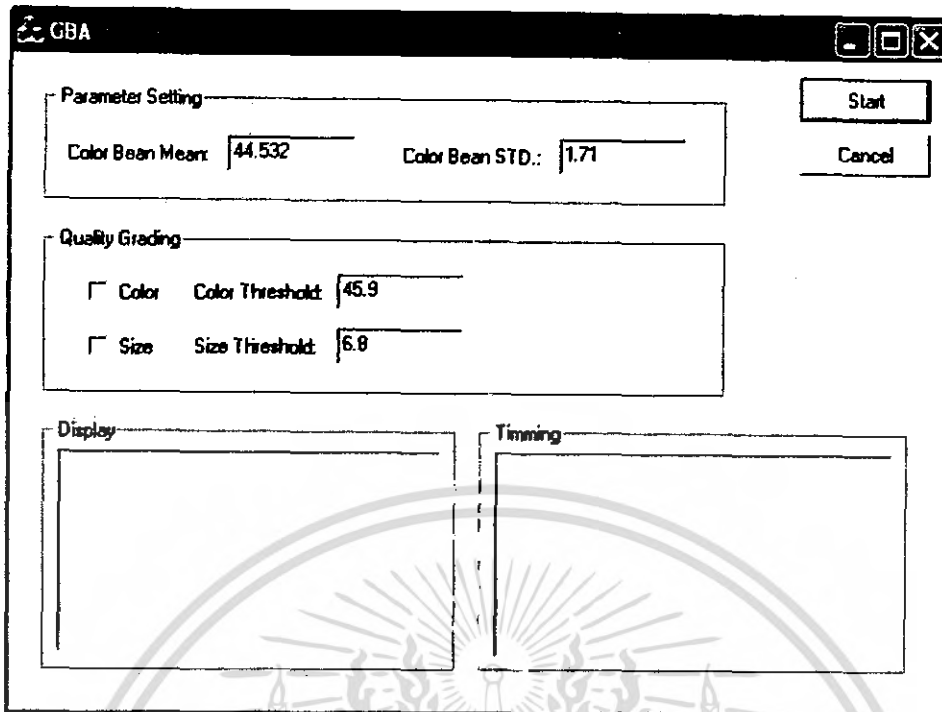 GBA
Parameter Setting
Color Bean Mean: 44.532 Color Bean STD.: 1.71
Start
Cancel
Quality Grading
Color Color Threshold: 45.9
Size Size Threshold: 6.8
Display
Timming